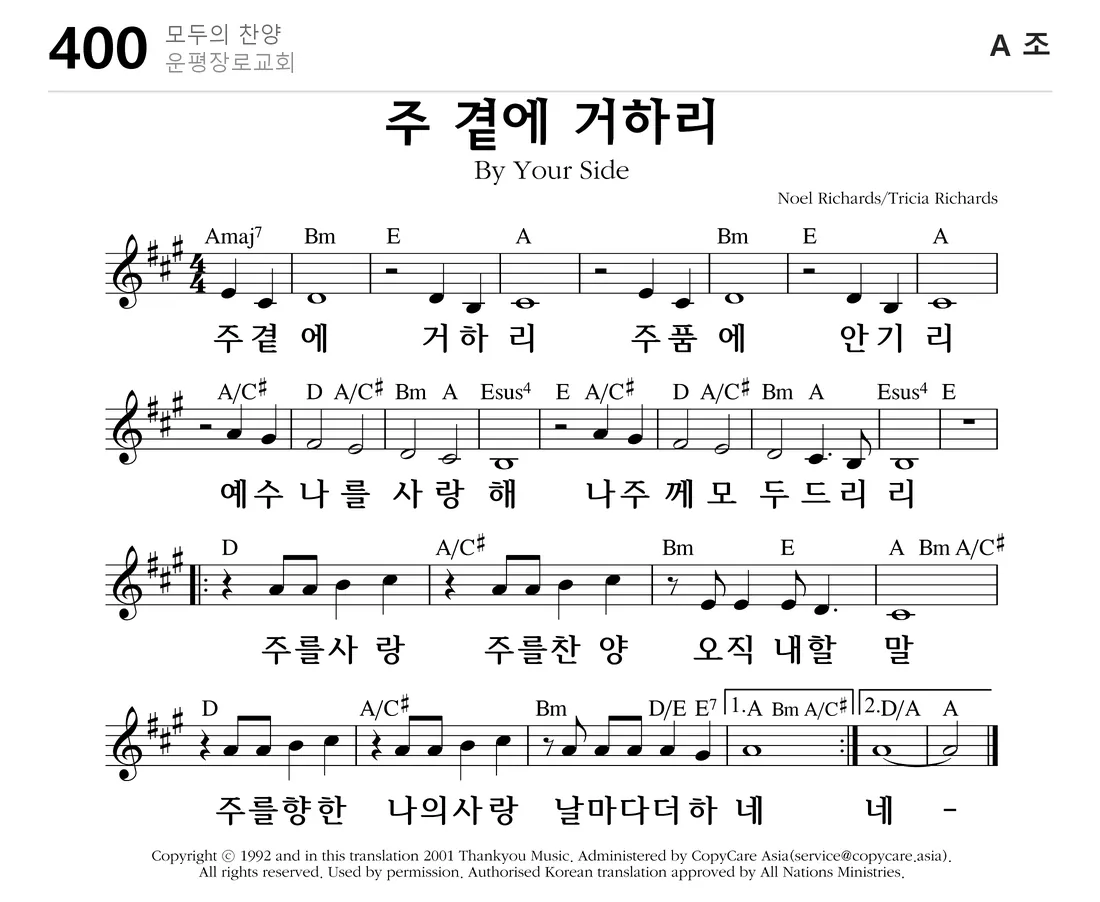 400 모두의 찬양
운평장로교회
A 조
주 곁에 거하리
By Your Side
Noel Richards/Tricia Richards
Amaj7 Bm E A Bm E A
4/4
주곁 에 거하 리 주품 에 안기 리
A/C♯ D A/C♯ Bm A Esus4 E A/C♯ D A/C♯ Bm A Esus4 E
예수 나를 사랑 해 나주 께모 두드리 리
D A/C♯ Bm E A Bm A/C♯
주를사 랑 주를찬 양 오직 내할 말
D A/C♯ Bm D/E E7 1.A Bm A/C♯ 2.D/A A
주를향한 나의사랑 날마다더하 네 네 -
Copyright ⓒ 1992 and in this translation 2001 Thankyou Music. Administered by CopyCare Asia(service@copycare.asia).
All rights reserved. Used by permission. Authorised Korean translation approved by All Nations Ministries.